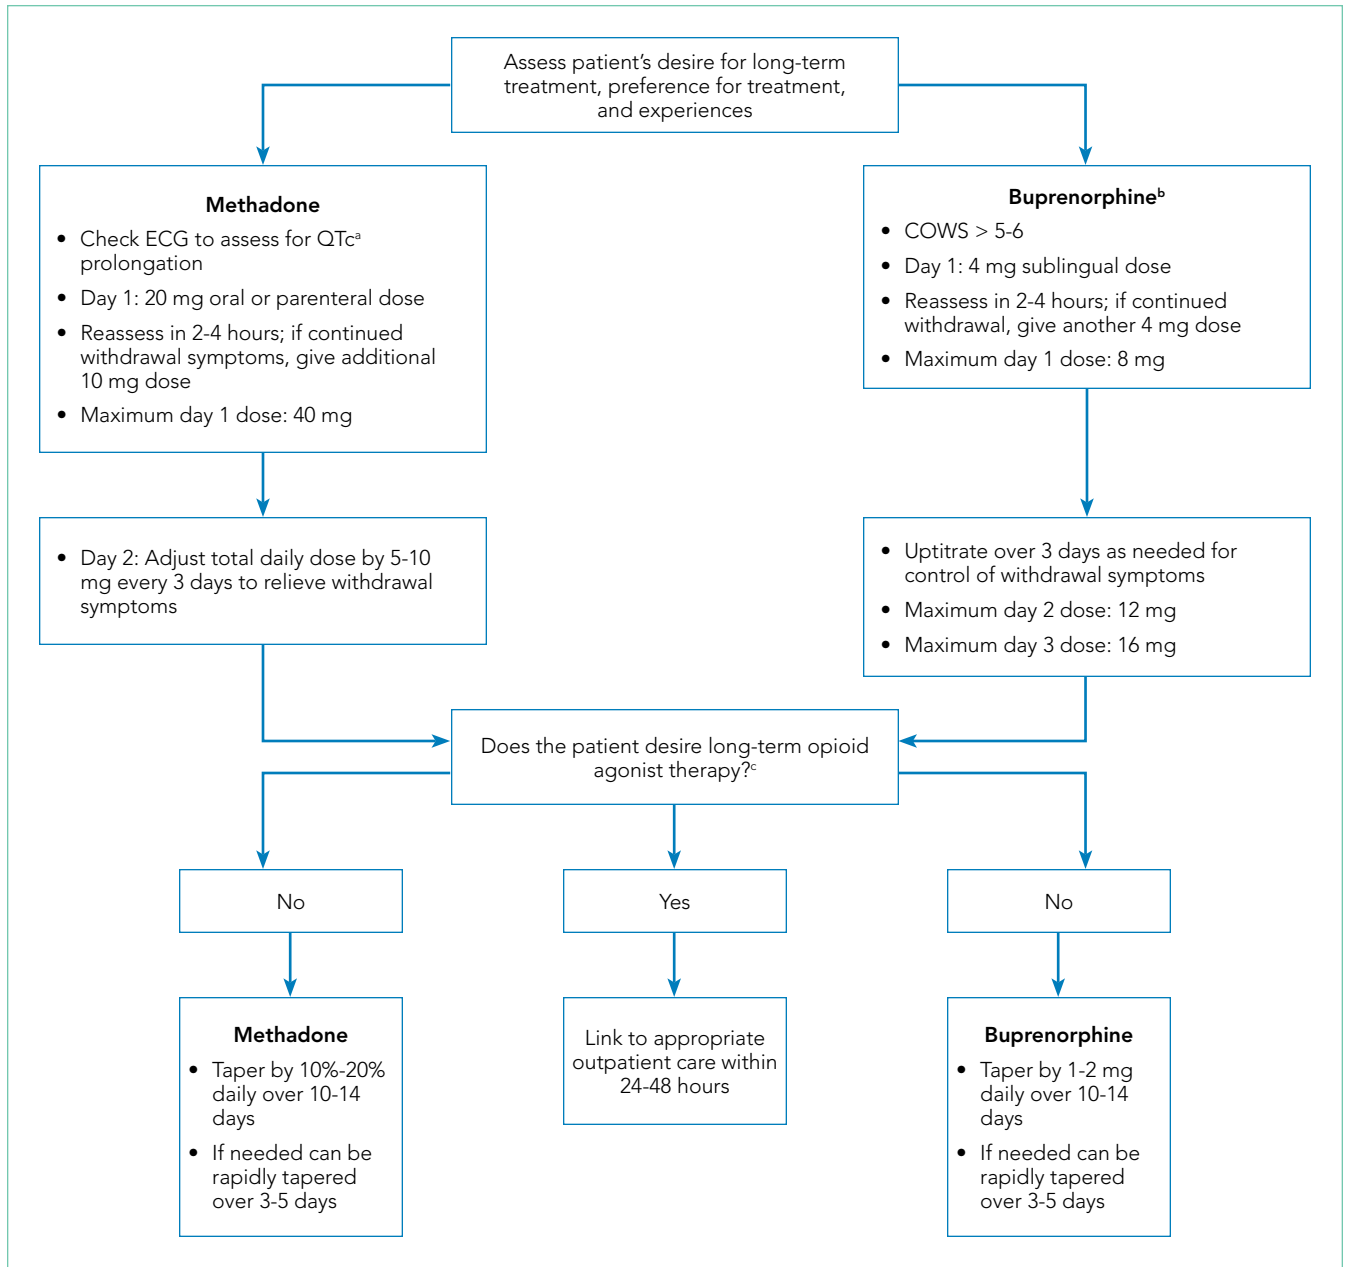 Assess patient's desire for long-term
treatment, preference for treatment,
and experiences
Methadone
• Check ECG to assess for QTcᵃ
prolongation
• Day 1: 20 mg oral or parenteral dose
• Reassess in 2-4 hours; if continued
withdrawal symptoms, give additional
10 mg dose
• Maximum day 1 dose: 40 mg
Buprenorphineᵇ
• COWS > 5-6
• Day 1: 4 mg sublingual dose
• Reassess in 2-4 hours; if continued
withdrawal, give another 4 mg dose
• Maximum day 1 dose: 8 mg
• Day 2: Adjust total daily dose by 5-10
mg every 3 days to relieve withdrawal
symptoms
• Uptitrate over 3 days as needed for
control of withdrawal symptoms
• Maximum day 2 dose: 12 mg
• Maximum day 3 dose: 16 mg
Does the patient desire long-term opioid
agonist therapy?ᶜ
No
Yes
No
Methadone
• Taper by 10%-20%
daily over 10-14
days
• If needed can be
rapidly tapered
over 3-5 days
Link to appropriate
outpatient care within
24-48 hours
Buprenorphine
• Taper by 1-2 mg
daily over 10-14
days
• If needed can be
rapidly tapered
over 3-5 days